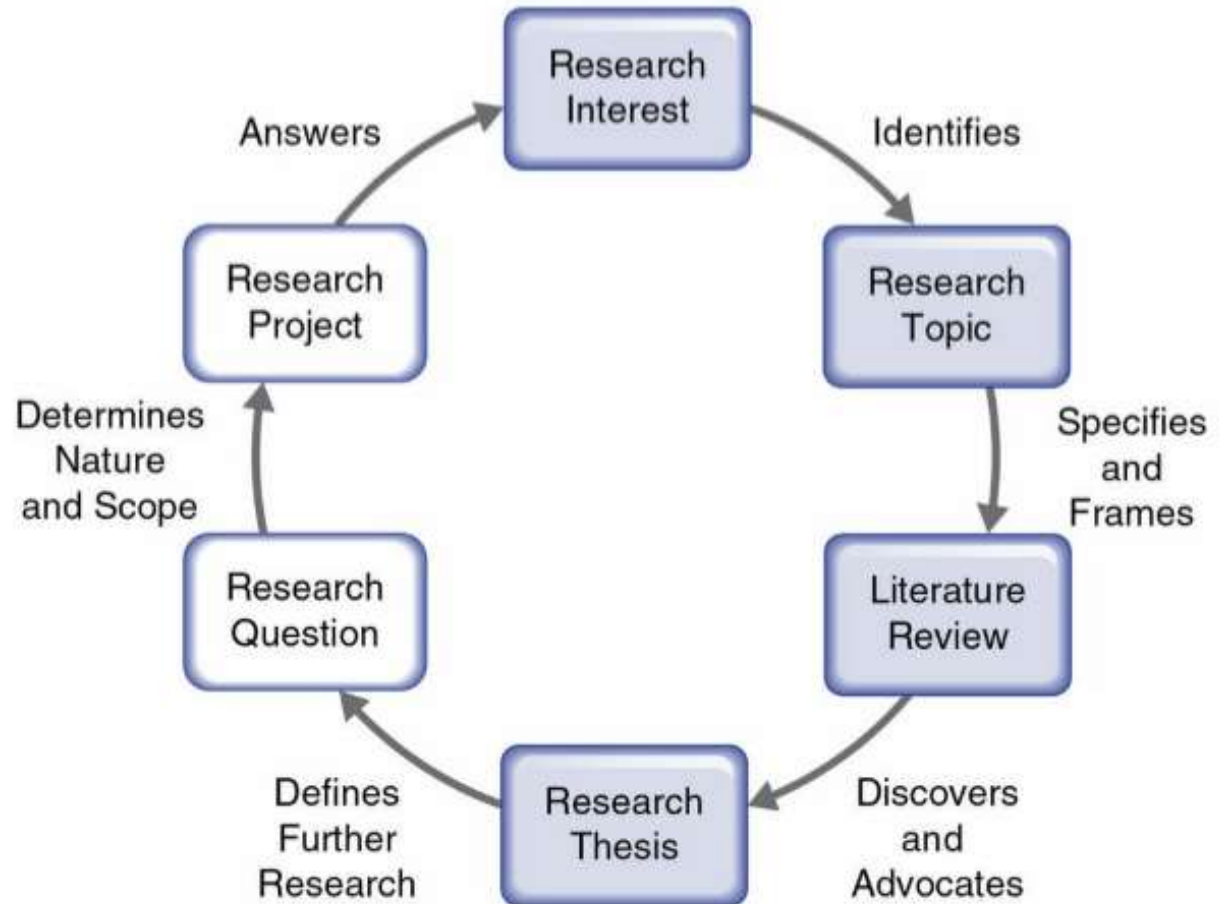 Research
Interest
Identifies
Research
Topic
Specifies
and
Frames
Literature
Review
Discovers
and
Advocates
Research
Thesis
Defines
Further
Research
Research
Question
Determines
Nature
and Scope
Research
Project
Answers